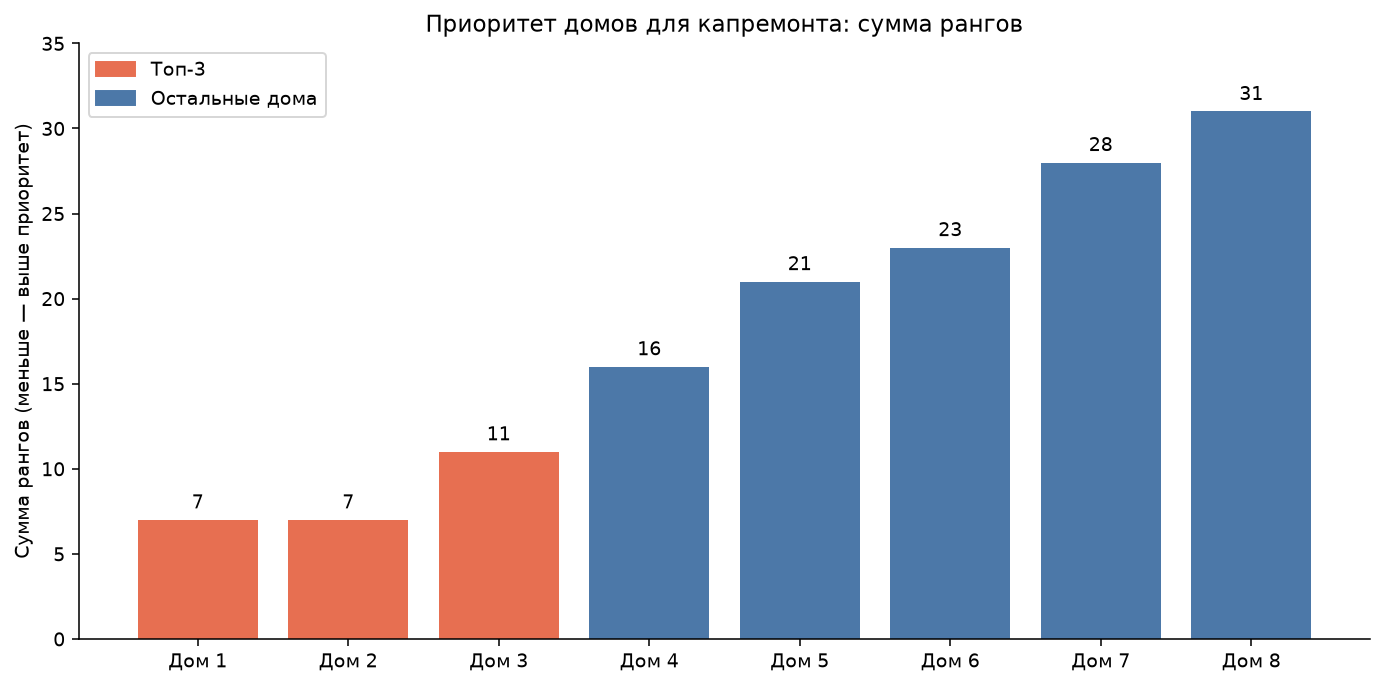 Приоритет домов для капремонта: сумма рангов
Топ-3
Остальные дома
Сумма рангов (меньше — выше приоритет)
35
30
25
20
15
10
5
0
7
7
11
16
21
23
28
31
Дом 1
Дом 2
Дом 3
Дом 4
Дом 5
Дом 6
Дом 7
Дом 8